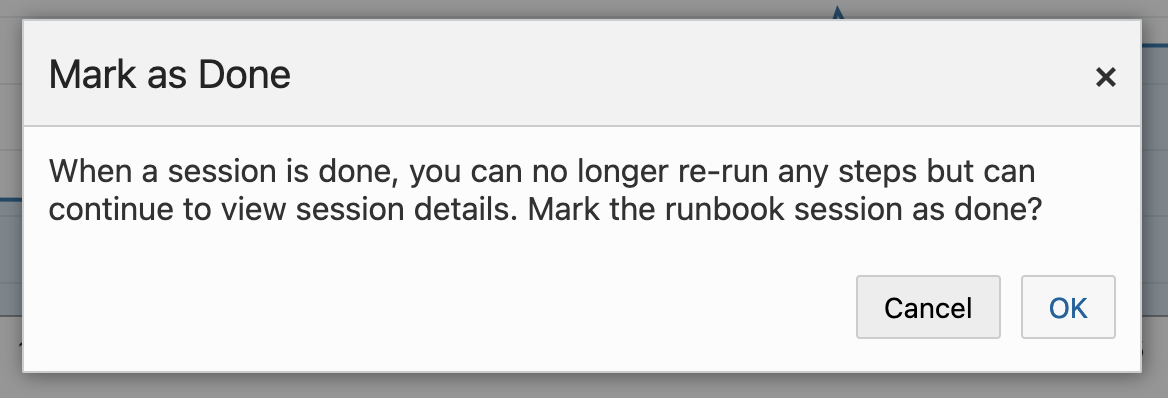 Mark as Done
×
When a session is done, you can no longer re-run any steps but can
continue to view session details. Mark the runbook session as done?
Cancel
OK